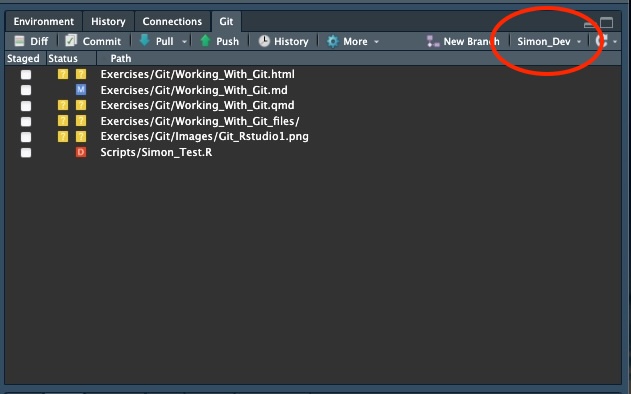 Environment History Connections Git
Diff Commit Pull Push History More New Branch Simon_Dev
Staged Status Path
? ? Exercises/Git/Working_With_Git.html
M Exercises/Git/Working_With_Git.md
? ? Exercises/Git/Working_With_Git.qmd
? ? Exercises/Git/Working_With_Git_files/
? ? Exercises/Git/Images/Git_Rstudio1.png
D Scripts/Simon_Test.R